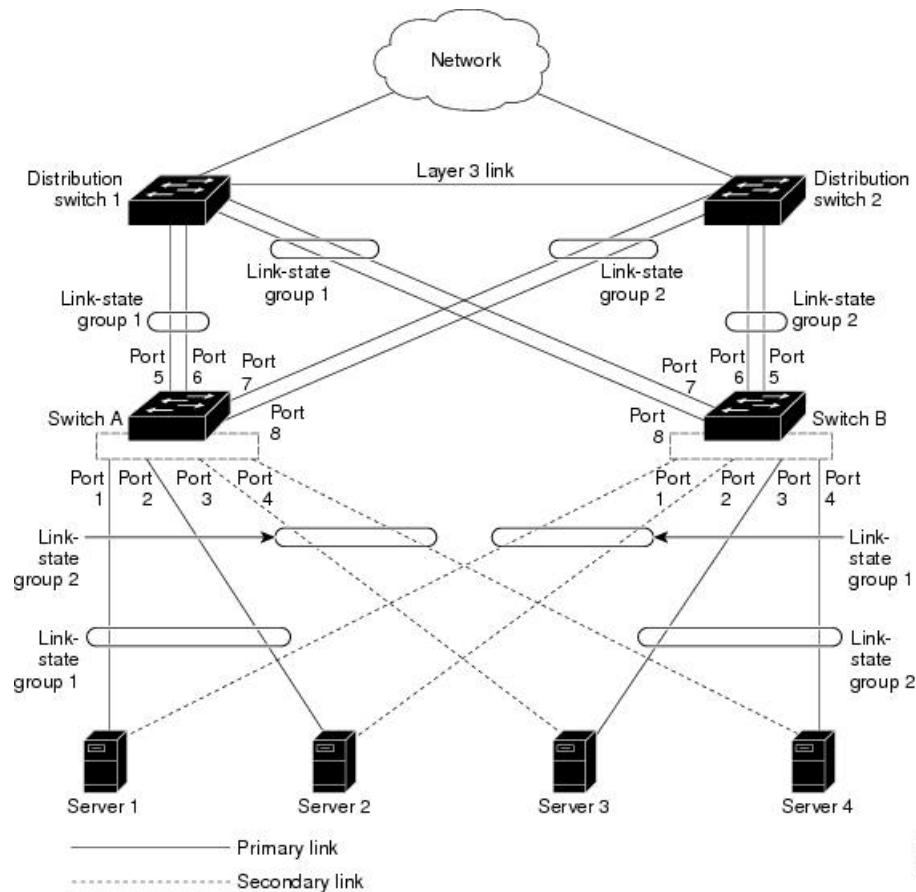 Network
Layer 3 link
Distribution
switch 1
Distribution
switch 2
Link-state
group 1
Link-state
group 2
Link-state
group 1
Link-state
group 2
Port
5
Port
6
Port
7
Port
8
Port
7
Port
6
Port
5
Port
8
Switch A
Switch B
Port
1
Port
2
Port
3
Port
4
Port
1
Port
2
Port
3
Port
4
Link-
state
group 2
Link-
state
group 1
Link-
state
group 1
Link-
state
group 2
Server 1
Server 2
Server 3
Server 4
Primary link
Secondary link